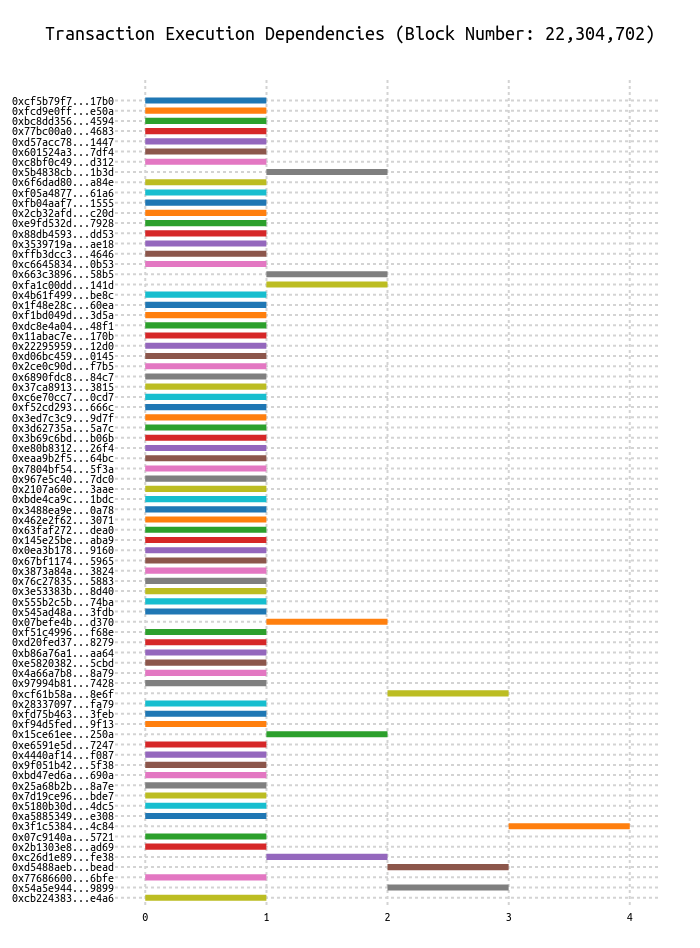 Transaction Execution Dependencies (Block Number: 22,304,702)
0xcf5b79f7...17b0
0xfcd9e0ff...e50a
0xbc8dd356...4594
0x77bc00a0...4683
0xd57acc78...1447
0x601524a3...7df4
0xc8bf0c49...d312
0x5b4838cb...1b3d
0x6f6dad80...a84e
0xf05a4877...61a6
0xfb04aaf7...1555
0x2cb32afd...c20d
0xe9fd532d...7928
0x88db4593...dd53
0x3539719a...ae18
0xffb3dcc3...4646
0xc6645834...0b53
0x663c3896...58b5
0xfa1c00dd...141d
0x4b61f499...be8c
0x1f48e28c...60ea
0xf1bd049d...3d5a
0xdc8e4a04...48f1
0x11abac7e...170b
0x22295959...12d0
0xd06bc459...0145
0x2ce0c90d...f7b5
0x6890fdc8...84c7
0x37ca8913...3815
0xc6e70cc7...0cd7
0xf52cd293...666c
0x3ed7c3c9...9d7f
0x3d62735a...5a7c
0x3b69c6bd...b06b
0xe80b8312...26f4
0xeaa9b2f5...64bc
0x7804bf54...5f3a
0x967e5c40...7dc0
0x2107a60e...3aae
0xbde4ca9c...1bdc
0x3488ea9e...0a78
0x462e2f62...3071
0x63faf272...dea0
0x145e25be...aba9
0x0ea3b178...9160
0x67bf1174...5965
0x3873a84a...3824
0x76c27835...5883
0x3e53383b...8d40
0x555b2c5b...74ba
0x545ad48a...3fdb
0x07befe4b...d370
0xf51c4996...f68e
0xd20fed37...8279
0xb86a76a1...aa64
0xe5820382...5cbd
0x4a66a7b8...8a79
0x97994b81...7428
0xcf61b58a...8e6f
0x28337097...fa79
0xfd75b463...3feb
0xf94d5fed...9f13
0x15ce61ee...250a
0xe6591e5d...7247
0x4440af14...f087
0x9f051b42...5f38
0xbd47ed6a...690a
0x25a68b2b...8a7e
0x7d19ce96...bde7
0x5180b30d...4dc5
0xa5885349...e308
0x3f1c5384...4c84
0x07c9140a...5721
0x2b1303e8...ad69
0xc26d1e89...fe38
0xd5488aeb...bead
0x77686600...6bfe
0x54a5e944...9899
0xcb224383...e4a6
0 1 2 3 4